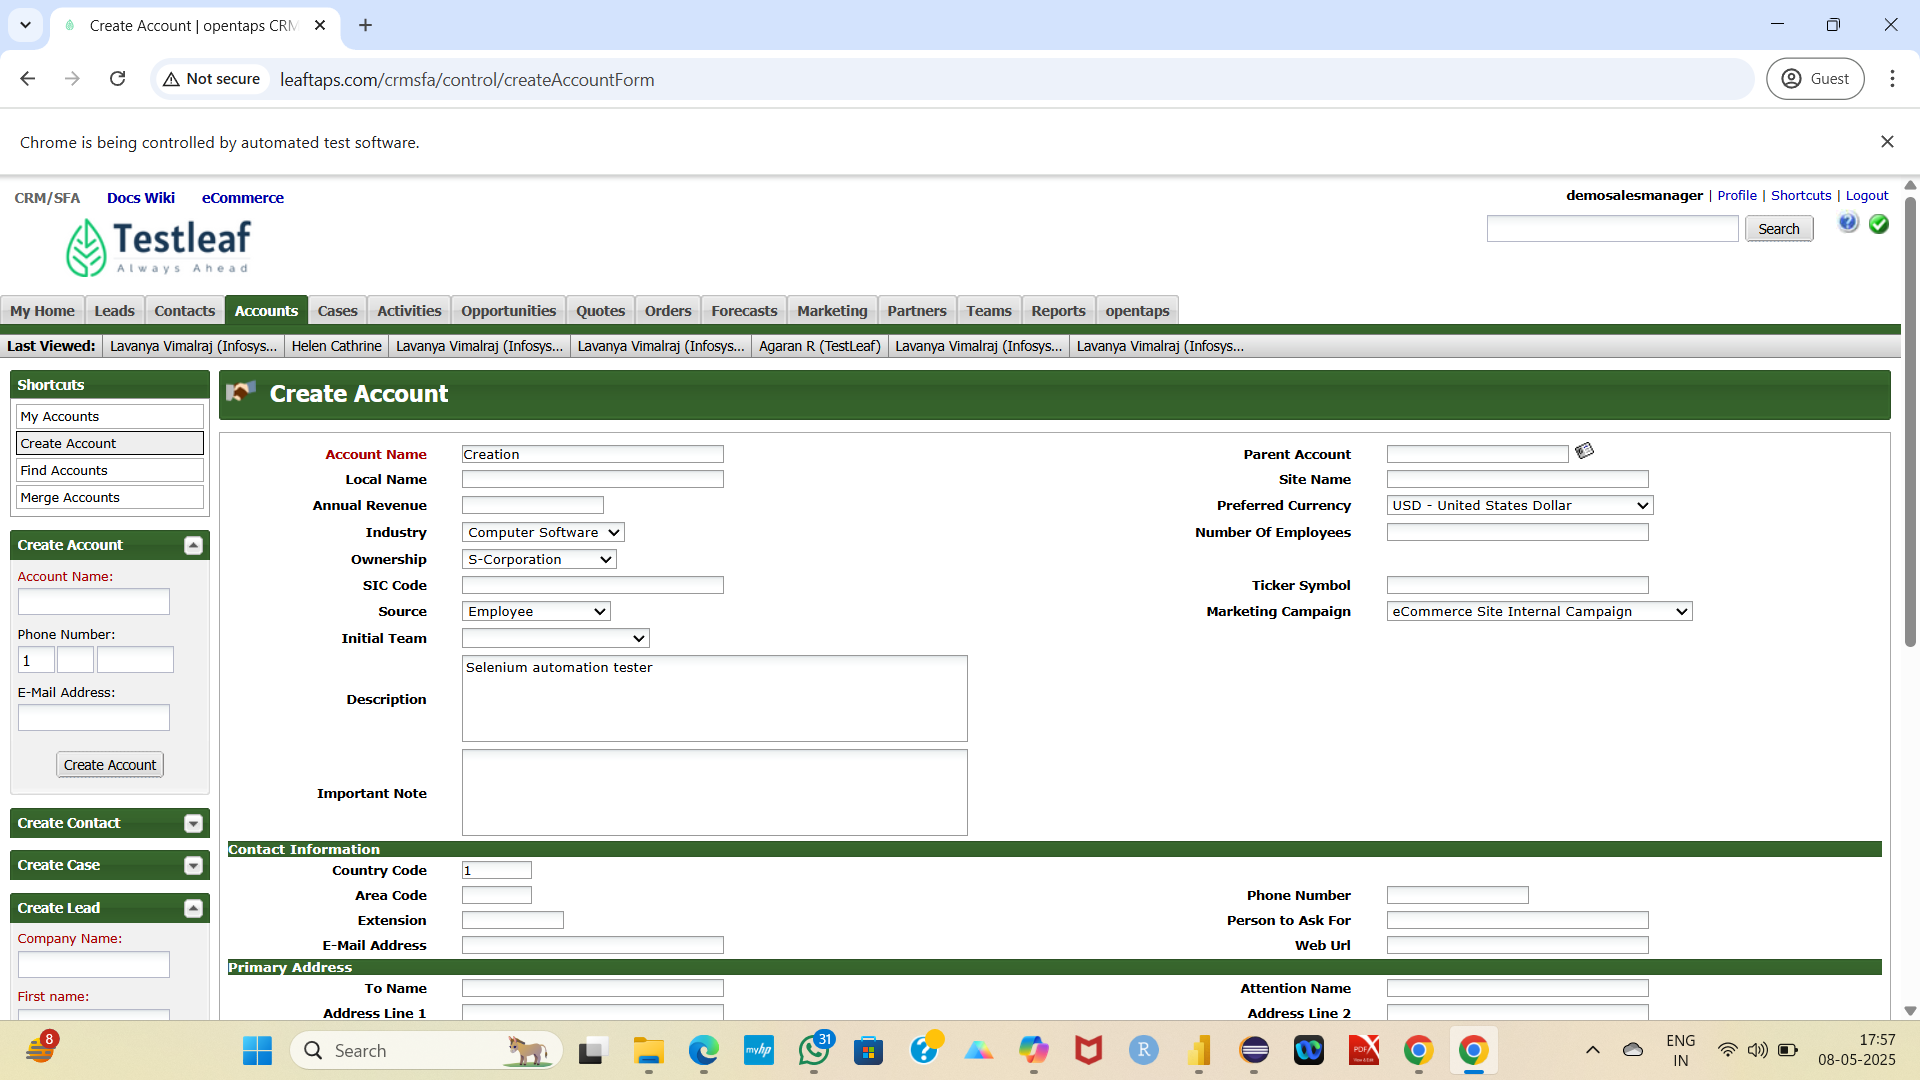 Create Account | opentaps CRM
Not secure
leaftaps.com/crmsfa/control/createAccountForm
Guest
Chrome is being controlled by automated test software.
CRM/SFA Docs Wiki eCommerce
demosalesmanager | Profile | Shortcuts | Logout
Testleaf
Always Ahead
Search
My Home Leads Contacts Accounts Cases Activities Opportunities Quotes Orders Forecasts Marketing Partners Teams Reports opentaps
Last Viewed: Lavanya Vimalraj (Infosys... Helen Cathrine Lavanya Vimalraj (Infosys... Lavanya Vimalraj (Infosys... Agaran R (TestLeaf) Lavanya Vimalraj (Infosys... Lavanya Vimalraj (Infosys...
Shortcuts
My Accounts
Create Account
Find Accounts
Merge Accounts
Create Account
Account Name:
Phone Number:
1
E-Mail Address:
Create Account
Create Contact
Create Case
Create Lead
Company Name:
First name:
Create Account
Account Name Creation Parent Account
Local Name Site Name
Annual Revenue Preferred Currency USD - United States Dollar
Industry Computer Software Number Of Employees
Ownership S-Corporation
SIC Code Ticker Symbol
Source Employee Marketing Campaign eCommerce Site Internal Campaign
Initial Team
Description Selenium automation tester
Important Note
Contact Information
Country Code 1
Area Code Phone Number
Extension Person to Ask For
E-Mail Address Web Url
Primary Address
To Name Attention Name
Address Line 1 Address Line 2
8
Search
myhp
31
R
PDF
ENG
IN
17:57
08-05-2025